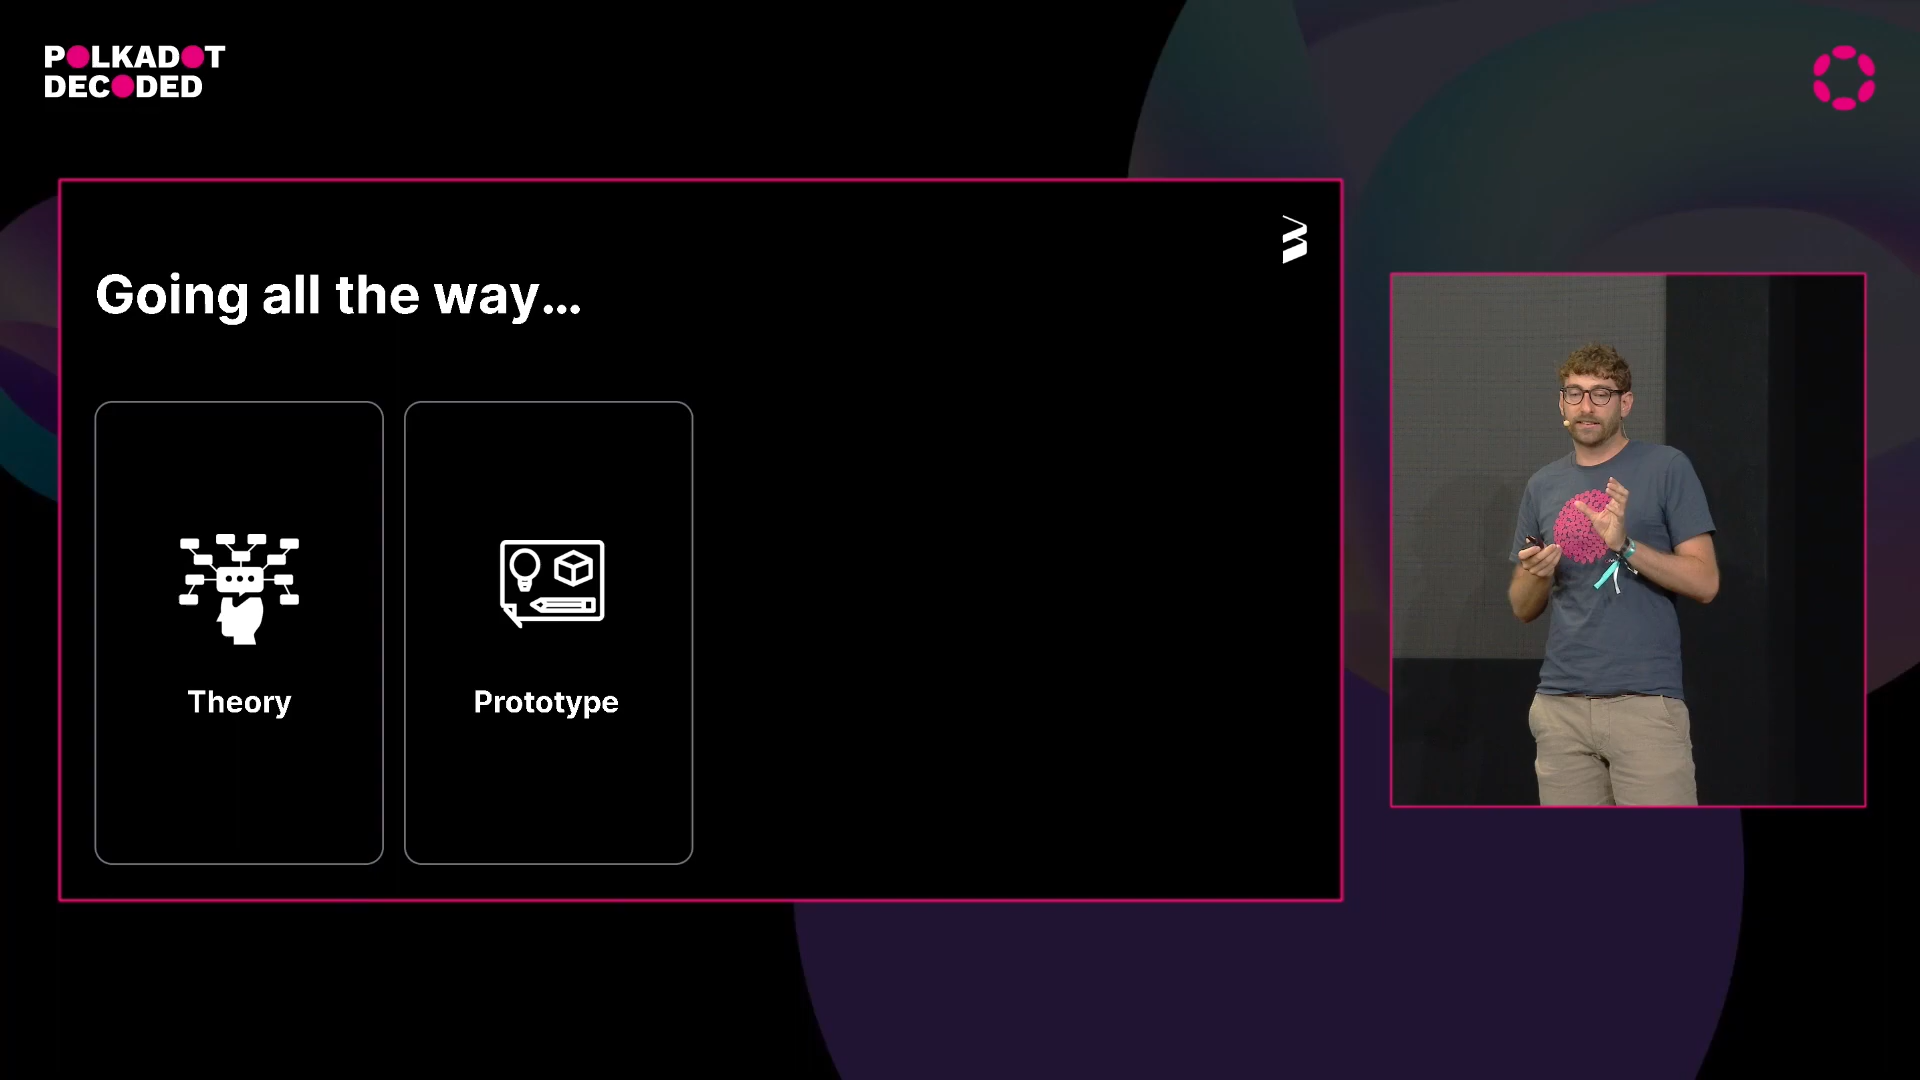 POLKADOT
DECODED
Going all the way...
Theory
Prototype